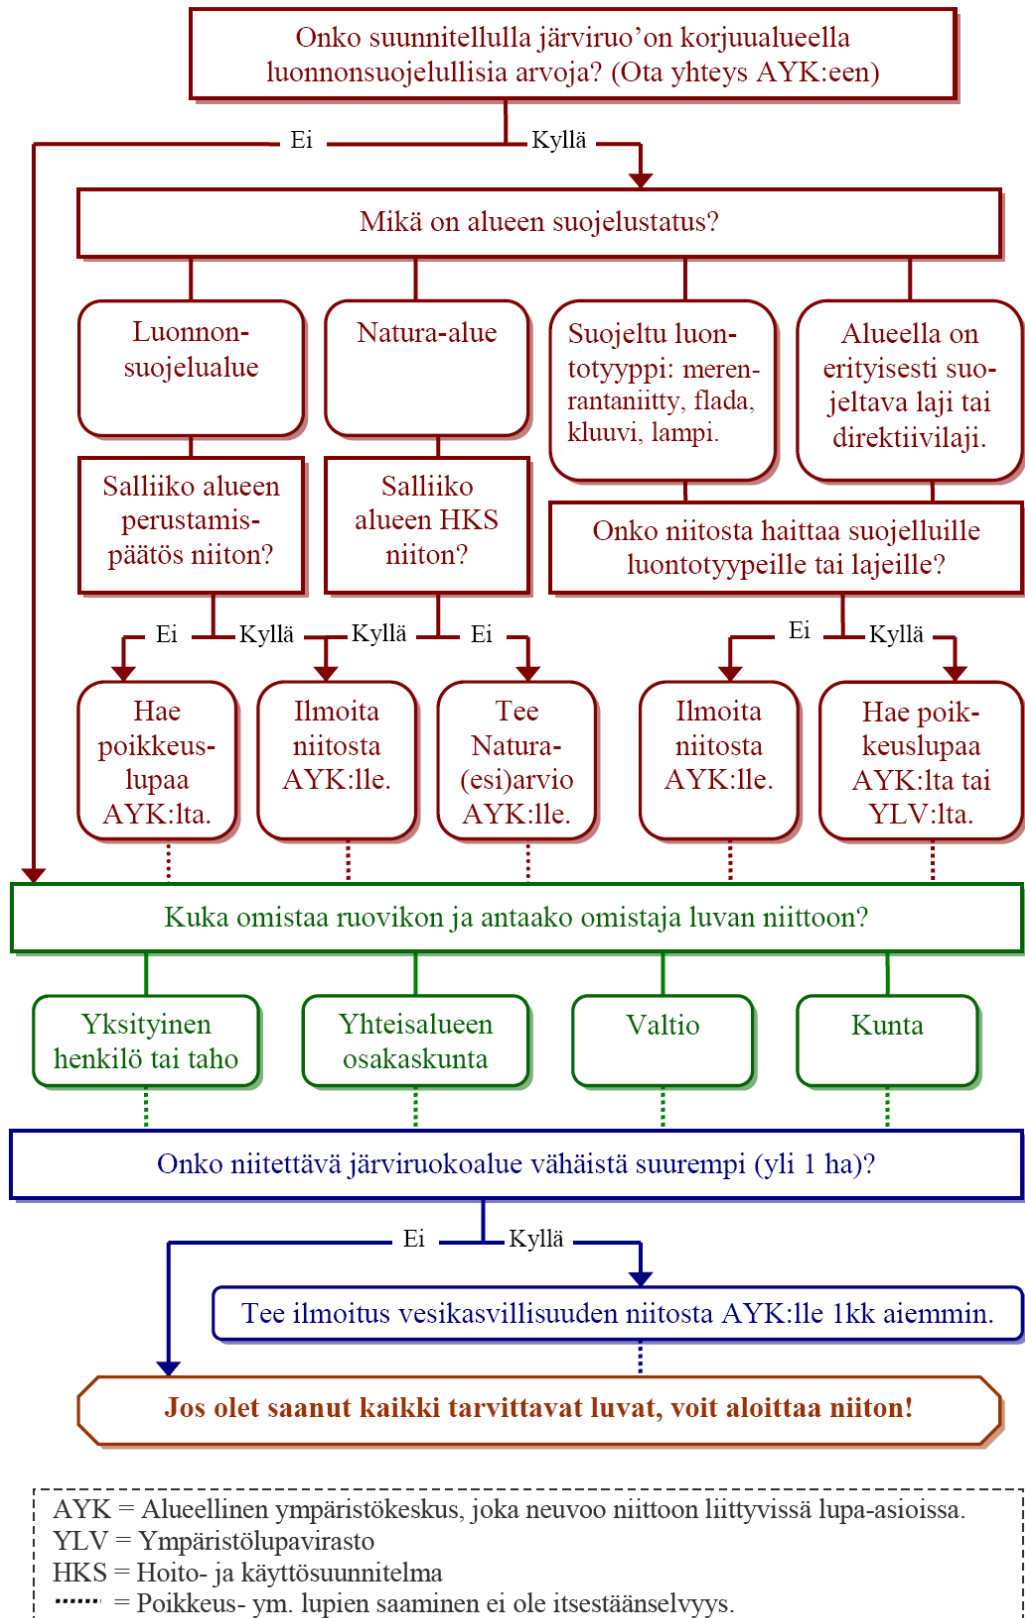 Onko suunnitellulla järviruo’on korjuualueella
luonnonsuojelullisia arvoja? (Ota yhteys AYK:een)
Ei
Kyllä
Mikä on alueen suojelustatus?
Luonnon-
suojelualue
Natura-alue
Suojeltu luon-
totyyppi: meren-
rantaniitty, flada,
kluuvi, lampi.
Alueella on
erityisesti suo-
jeltava laji tai
direktiivilaji.
Salliiko alueen
perustamis-
päätös niiton?
Salliiko
alueen HKS
niiton?
Onko niitosta haittaa suojelluille
luontotyypeille tai lajeille?
Ei
Kyllä
Kyllä
Ei
Ei
Kyllä
Hae
poikkeus-
lupaa
AYK:lta.
Ilmoita
niitosta
AYK:lle.
Tee
Natura-
(esi)arvio
AYK:lle.
Ilmoita
niitosta
AYK:lle.
Hae poik-
keuslupaa
AYK:lta tai
YLV:lta.
Kuka omistaa ruovikon ja antaako omistaja luvan niittoon?
Yksityinen
henkilö tai taho
Yhteisalueen
osakaskunta
Valtio
Kunta
Onko niitettävä järviruokoalue vähäistä suurempi (yli 1 ha)?
Ei
Kyllä
Tee ilmoitus vesikasvillisuuden niitosta AYK:lle 1kk aiemmin.
Jos olet saanut kaikki tarvittavat luvat, voit aloittaa niiton!
AYK = Alueellinen ympäristökeskus, joka neuvoo niittoon liittyvissä lupa-asioissa.
YLV = Ympäristölupavirasto
HKS = Hoito- ja käyttösuunnitelma
= Poikkeus- ym. lupien saaminen ei ole itsestäänselvyys.